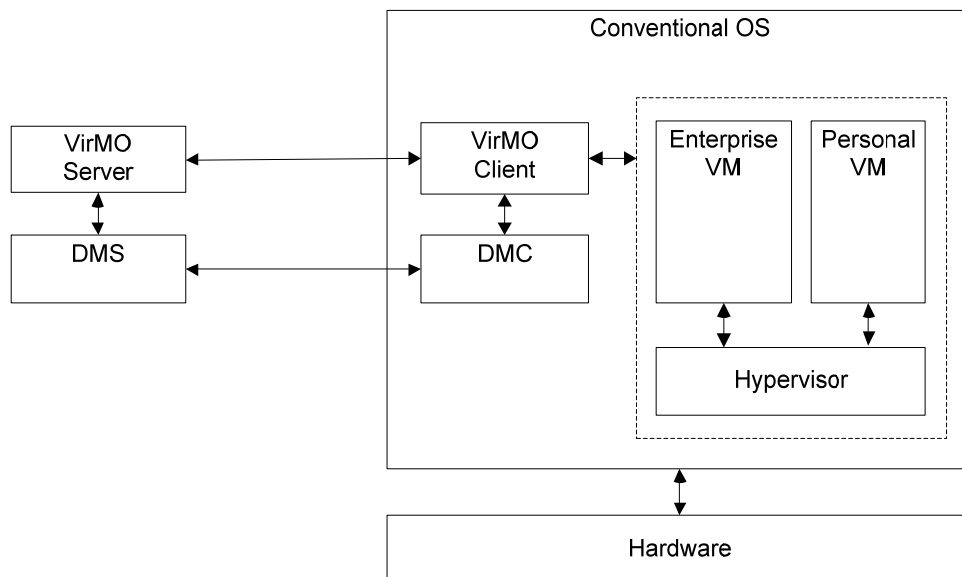 Conventional OS
VirMO
Server
VirMO
Client
Enterprise
VM
Personal
VM
DMS
DMC
Hypervisor
Hardware